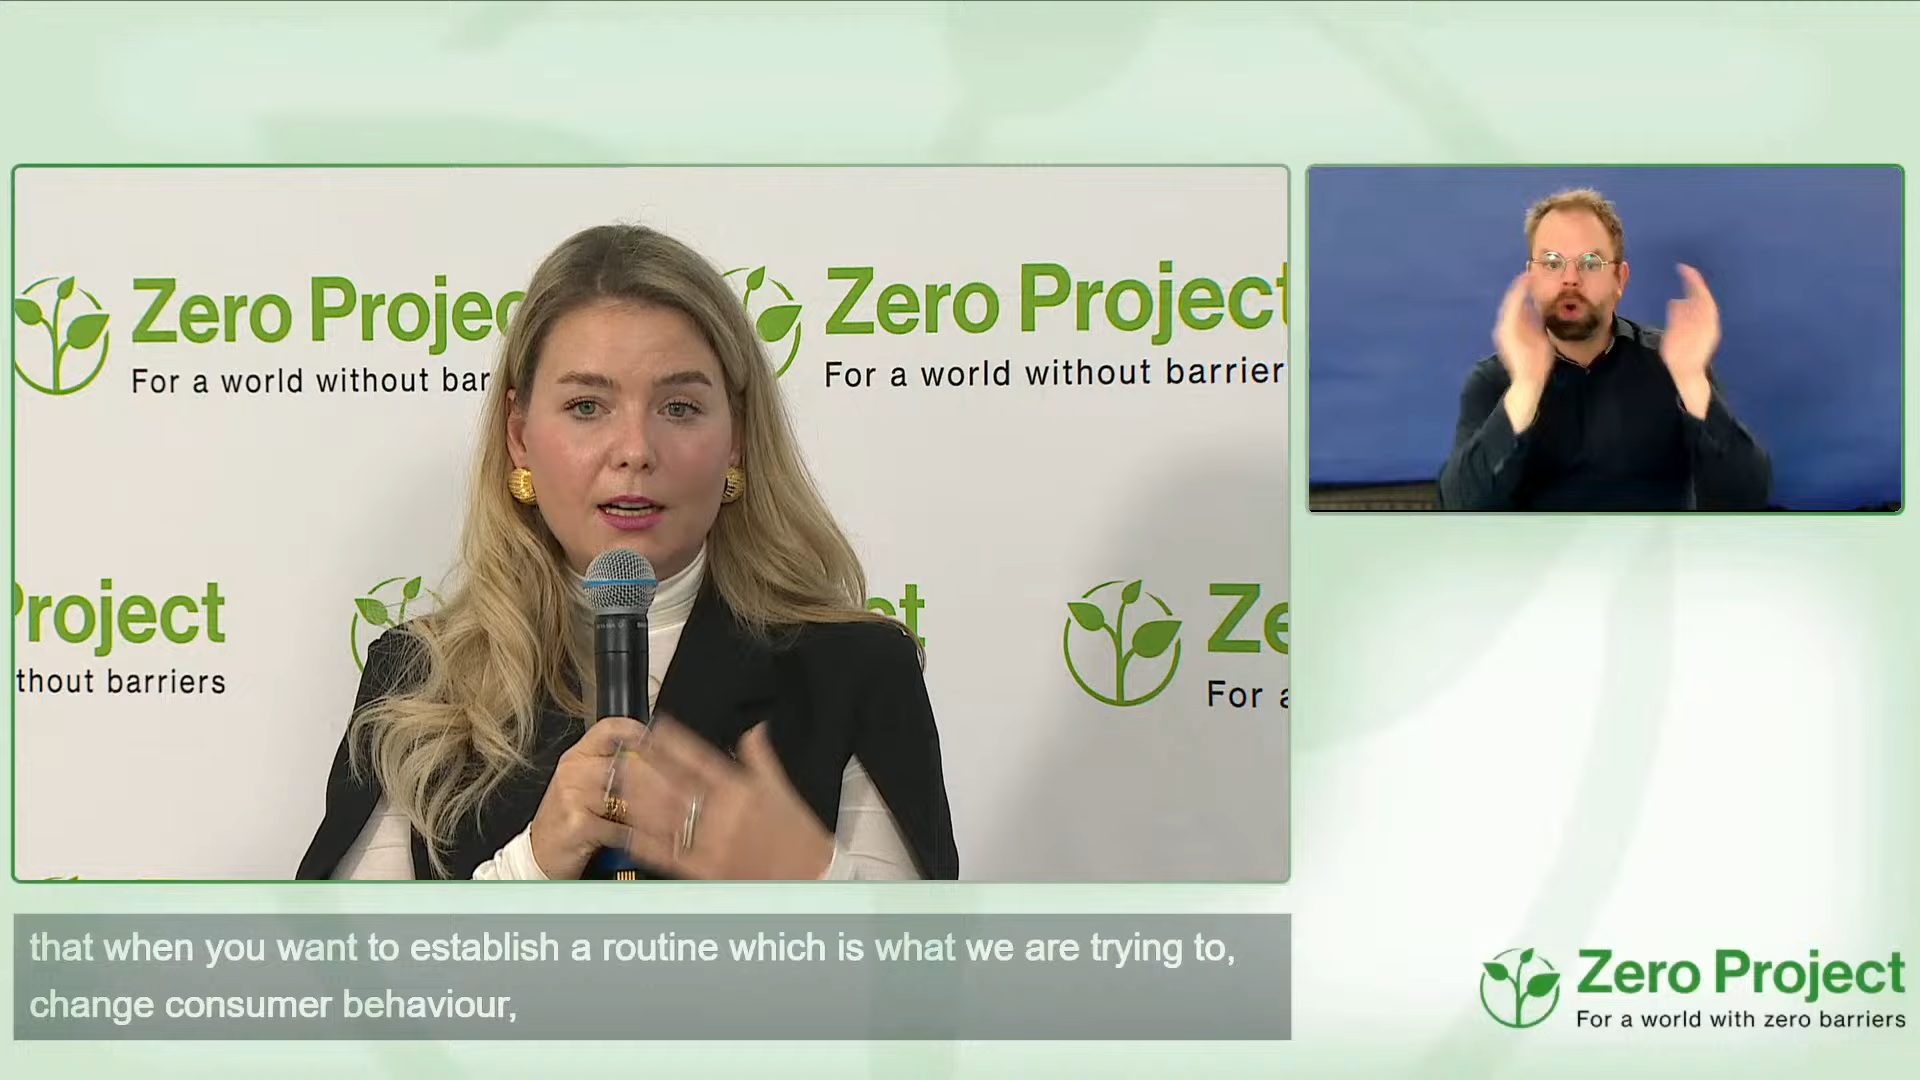 Zero Projec
For a world without bar
Zero Project
For a world without barrier
Project
thout barriers
ct
Ze
For a
that when you want to establish a routine which is what we are trying to,
change consumer behaviour,
Zero Project
For a world with zero barriers